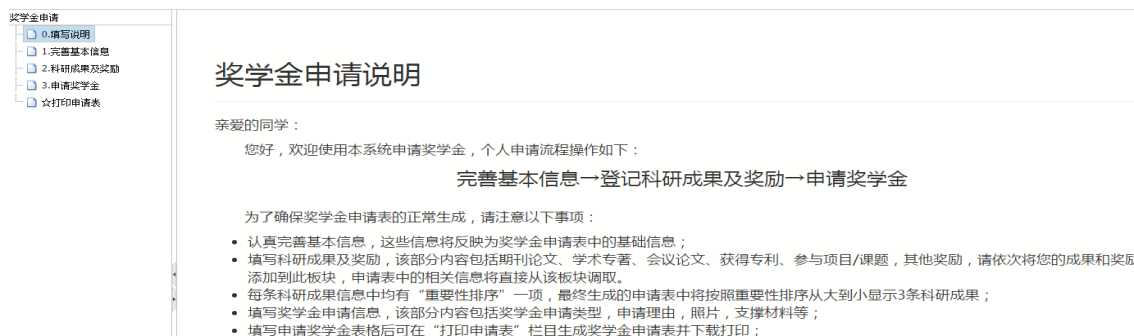 奖学金申请
0.填写说明
1.完善基本信息
2.科研成果及奖励
3.申请奖学金
☆打印申请表
奖学金申请说明
亲爱的同学：
您好，欢迎使用本系统申请奖学金，个人申请流程操作如下：
完善基本信息→登记科研成果及奖励→申请奖学金
为了确保奖学金申请表的正常生成，请注意以下事项：
• 认真完善基本信息，这些信息将反映为奖学金申请表中的基础信息；
• 填写科研成果及奖励，该部分内容包括期刊论文、学术专著、会议论文、获得专利、参与项目/课题，其他奖励，请依次将您的成果和奖励
添加到此板块，申请表中的相关信息将直接从该板块调取。
• 每条科研成果信息中均有“重要性排序”一项，最终生成的申请表中将按照重要性排序从大到小显示3条科研成果；
• 填写奖学金申请信息，该部分内容包括奖学金申请类型，申请理由，照片，支撑材料等；
• 填写申请奖学金表格后可在“打印申请表”栏目生成奖学金申请表并下载打印；